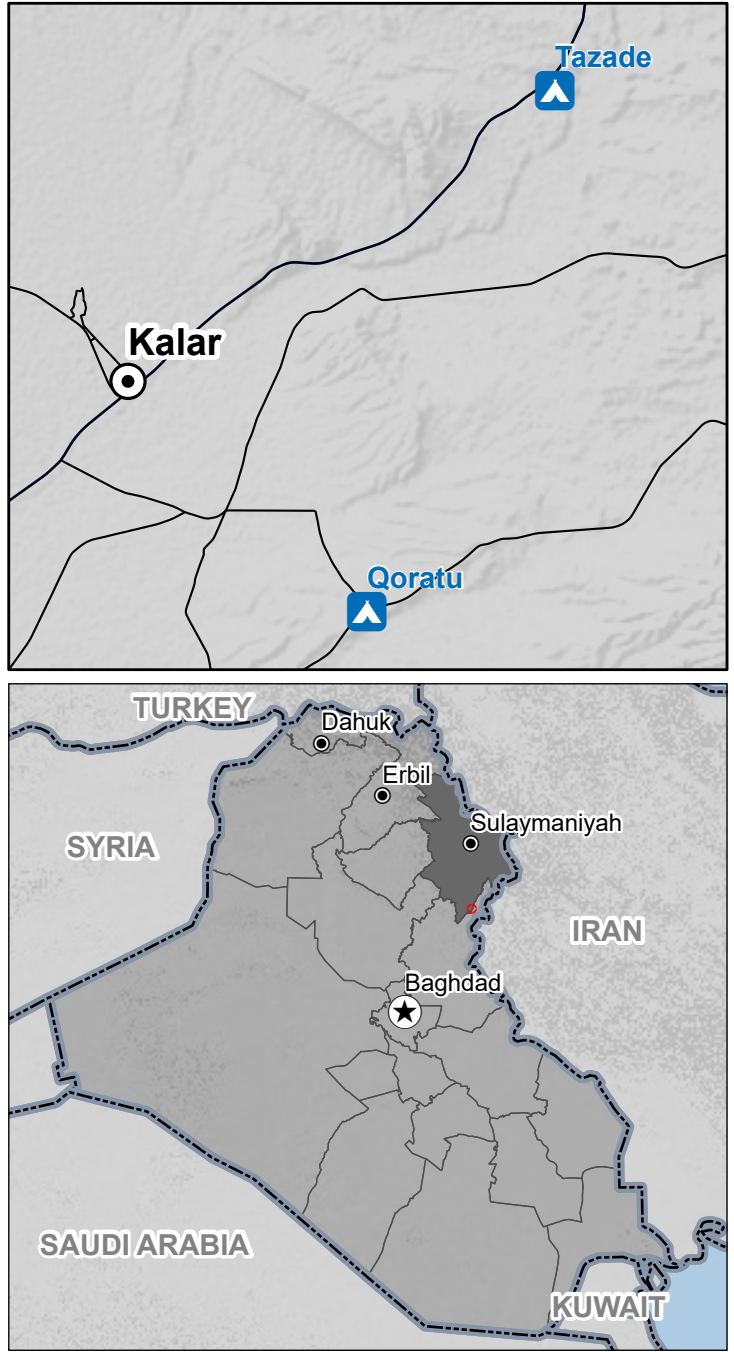 Tazade
Kalar
Qoratu
TURKEY
Dahuk
Erbil
Sulaymaniyah
SYRIA
IRAN
Baghdad
SAUDI ARABIA
KUWAIT